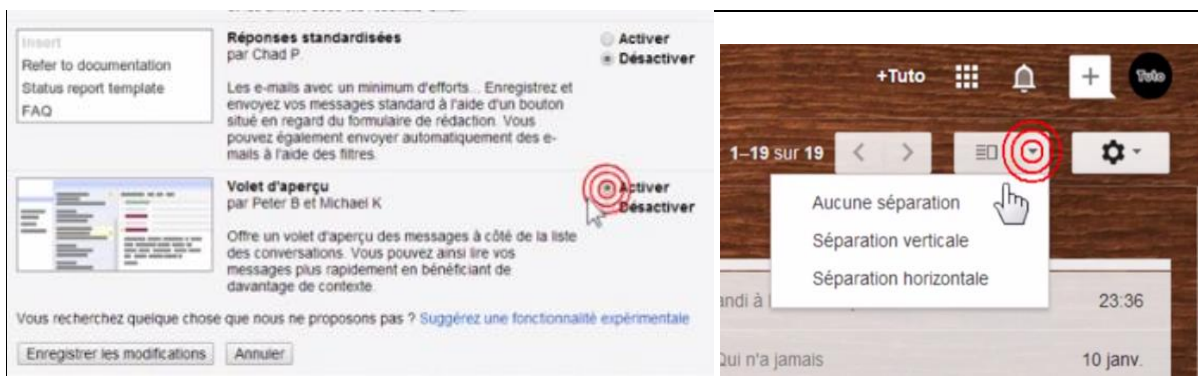 Insert
Refer to documentation
Status report template
FAQ
Réponses standardisées
par Chad P.
Activer
Désactiver
Les e-mails avec un minimum d'efforts... Enregistrez et
envoyez vos messages standard à l'aide d'un bouton
situé en regard du formulaire de rédaction. Vous
pouvez également envoyer automatiquement des e-
mails à l'aide des filtres.
Volet d'aperçu
par Peter B et Michael K
Activer
Désactiver
Offre un volet d'aperçu des messages à côté de la liste
des conversations. Vous pouvez ainsi lire vos
messages plus rapidement en bénéficiant de
davantage de contexte.
Vous recherchez quelque chose que nous ne proposons pas ? Suggérez une fonctionnalité expérimentale
Enregistrer les modifications Annuler
+Tuto
Tuto
1–19 sur 19
Aucune séparation
Séparation verticale
Séparation horizontale
andi à
23:36
Qui n'a jamais
10 janv.